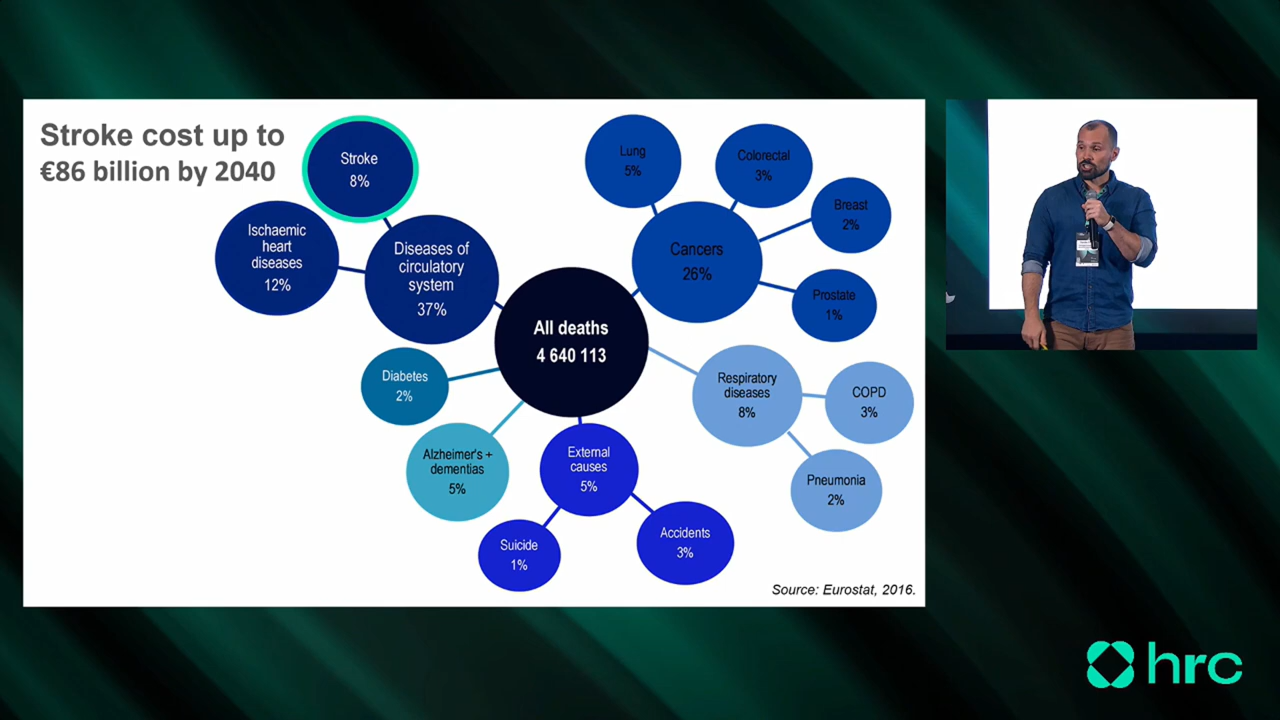 Stroke cost up to
€86 billion by 2040
Stroke
8%
Ischaemic
heart
diseases
12%
Diseases of
circulatory
system
37%
All deaths
4 640 113
Lung
5%
Colorectal
3%
Breast
2%
Cancers
26%
Prostate
1%
Diabetes
2%
Alzheimer's +
dementias
5%
External
causes
5%
Suicide
1%
Accidents
3%
Respiratory
diseases
8%
COPD
3%
Pneumonia
2%
Source: Eurostat, 2016.
hrc